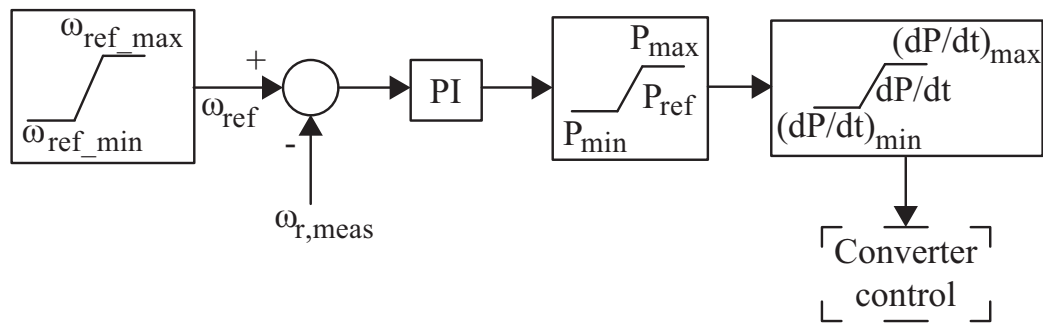 ω_ref_max
ω_ref_min
+
ω_ref
-
ω_r,meas
PI
P_max
P_ref
P_min
(dP/dt)_max
dP/dt
(dP/dt)_min
Converter
control